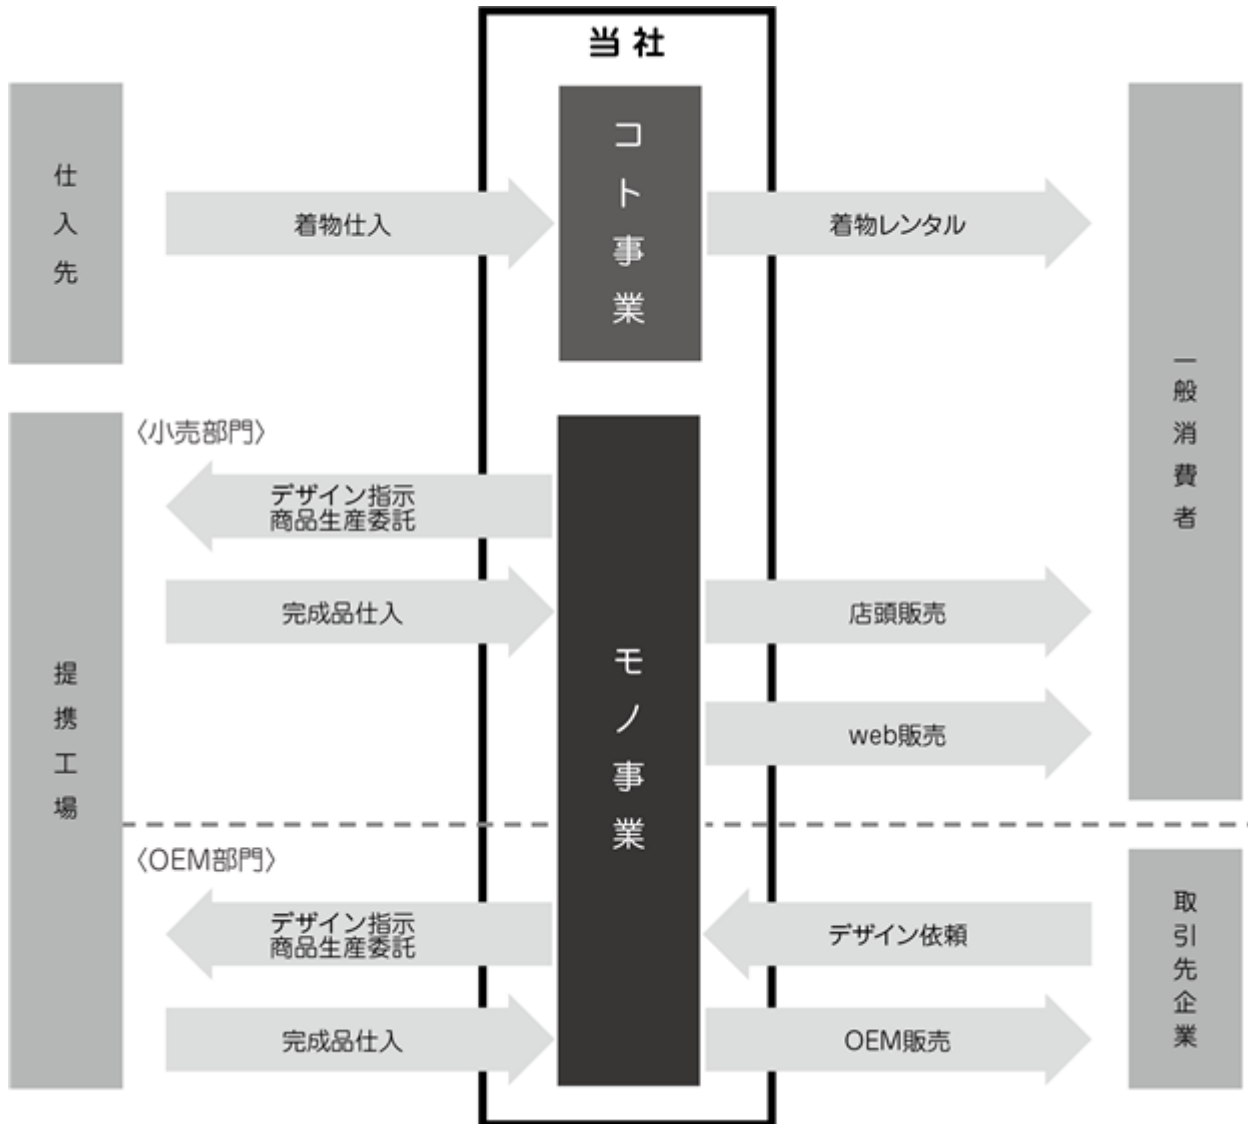 当社
仕入先
着物仕入
コト事業
着物レンタル
一般消費者
〈小売部門〉
デザイン指示
商品生産委託
完成品仕入
提携工場
モノ事業
店頭販売
web販売
〈OEM部門〉
デザイン指示
商品生産委託
デザイン依頼
取引先企業
完成品仕入
OEM販売